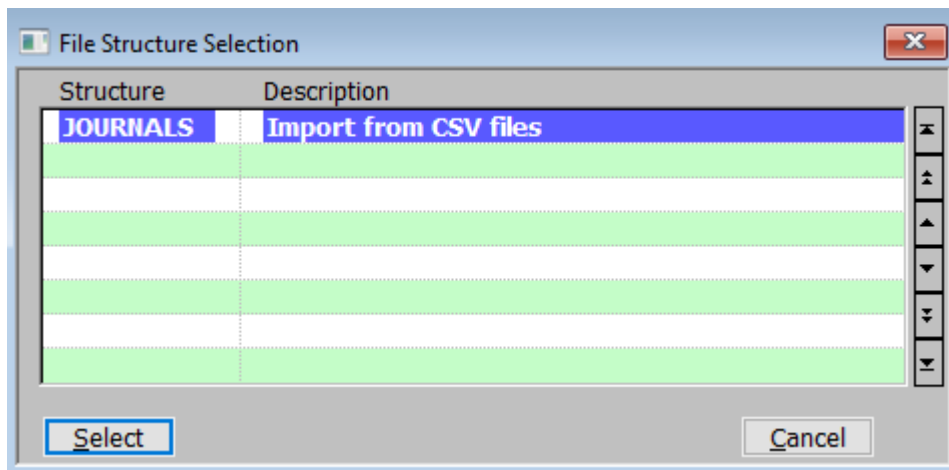 File Structure Selection
Structure Description
JOURNALS Import from CSV files
Select Cancel